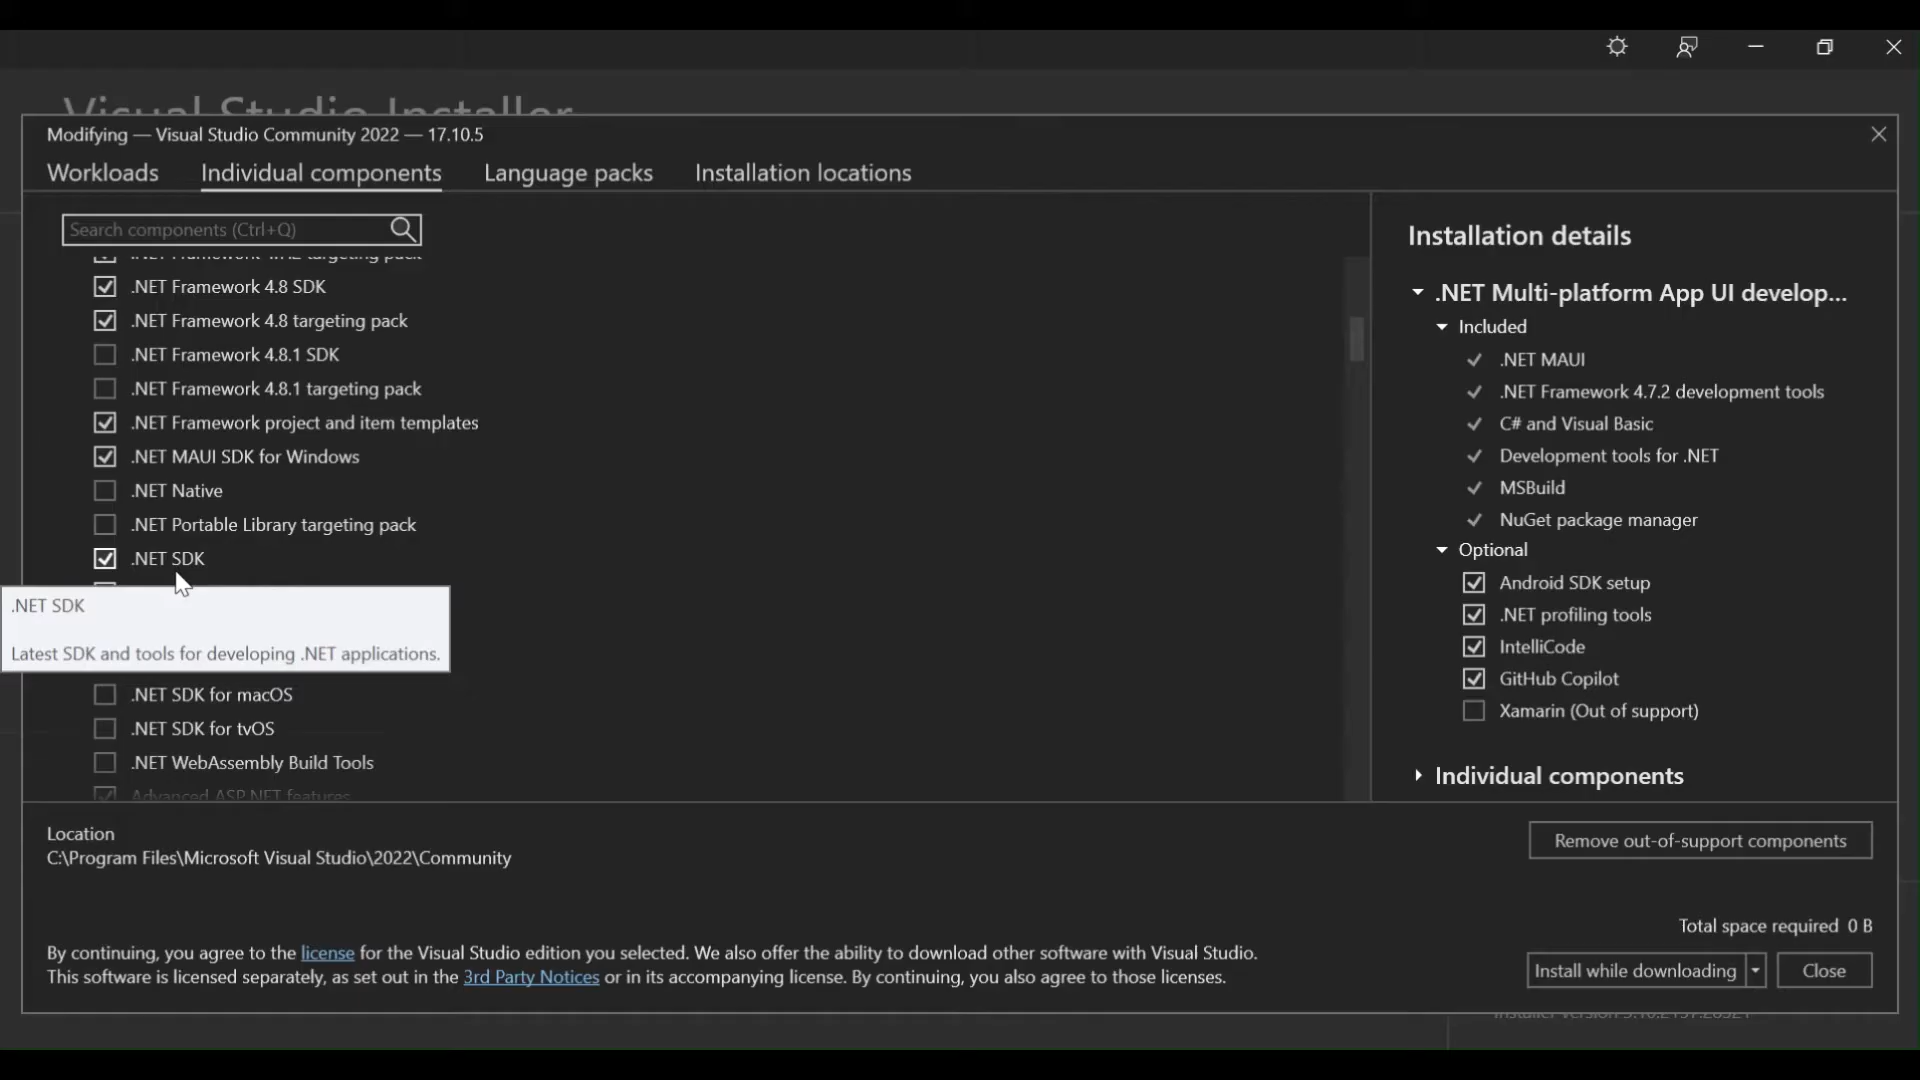 Visual Studio Installer
Modifying — Visual Studio Community 2022 — 17.10.5
Workloads Individual components Language packs Installation locations
Search components (Ctrl+Q)
.NET Framework 4.8 SDK
.NET Framework 4.8 targeting pack
.NET Framework 4.8.1 SDK
.NET Framework 4.8.1 targeting pack
.NET Framework project and item templates
.NET MAUI SDK for Windows
.NET Native
.NET Portable Library targeting pack
.NET SDK
.NET SDK
Latest SDK and tools for developing .NET applications.
.NET SDK for macOS
.NET SDK for tvOS
.NET WebAssembly Build Tools
Advanced ASP.NET features
Installation details
.NET Multi-platform App UI develop...
Included
.NET MAUI
.NET Framework 4.7.2 development tools
C# and Visual Basic
Development tools for .NET
MSBuild
NuGet package manager
Optional
Android SDK setup
.NET profiling tools
IntelliCode
GitHub Copilot
Xamarin (Out of support)
Individual components
Location
C:\Program Files\Microsoft Visual Studio\2022\Community
Remove out-of-support components
Total space required 0 B
By continuing, you agree to the license for the Visual Studio edition you selected. We also offer the ability to download other software with Visual Studio.
This software is licensed separately, as set out in the 3rd Party Notices or in its accompanying license. By continuing, you also agree to those licenses.
Install while downloading Close